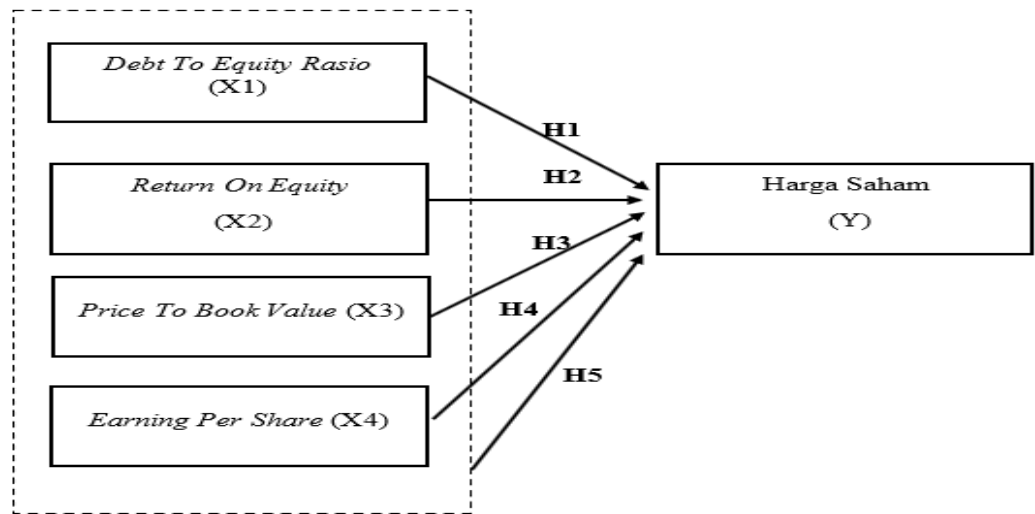 Debt To Equity Rasio
(X1)
H1
Return On Equity
(X2)
H2
Harga Saham
(Y)
Price To Book Value (X3)
H3
H4
Earning Per Share (X4)
H5